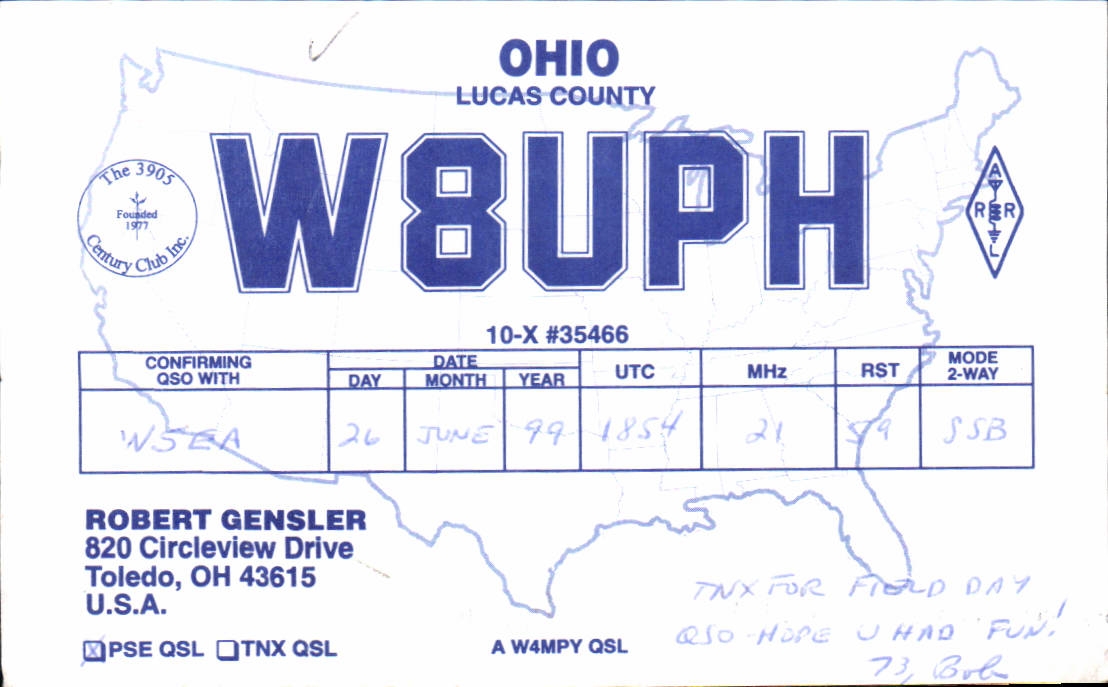 OHIO
LUCAS COUNTY
W8UPH
The 3905
Founded
1977
Century Club Inc.
A
R R
L
10-X #35466
CONFIRMING QSO WITH DATE DAY MONTH YEAR UTC MHz RST MODE 2-WAY
W5EA 26 JUNE 99 1854 21 59 SSB
ROBERT GENSLER
820 Circleview Drive
Toledo, OH 43615
U.S.A.
PSE QSL TNX QSL
A W4MPY QSL
TNX FOR FIELD DAY
QSO - HOPE U HAD FUN!
73, Bob